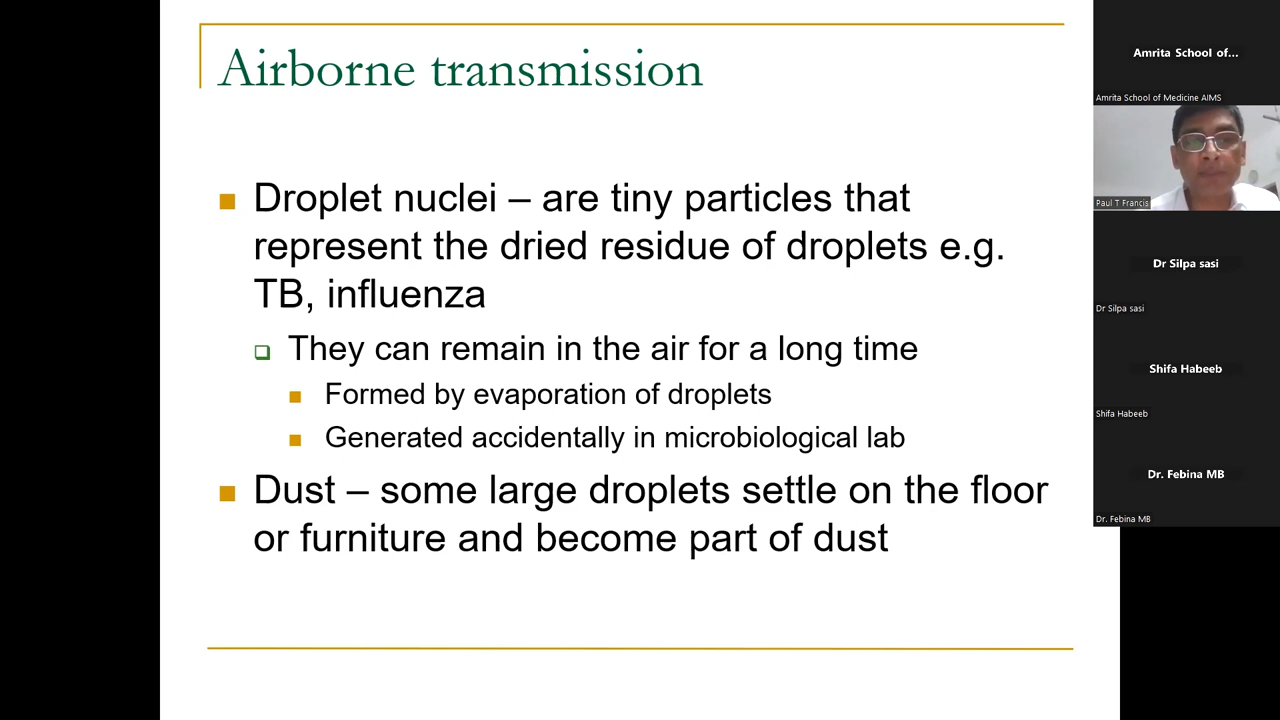 Airborne transmission
Droplet nuclei – are tiny particles that
represent the dried residue of droplets e.g.
TB, influenza
They can remain in the air for a long time
Formed by evaporation of droplets
Generated accidentally in microbiological lab
Dust – some large droplets settle on the floor
or furniture and become part of dust
Amrita School of...
Amrita School of Medicine AIMS
Paul T Francis
Dr Silpa sasi
Dr Silpa sasi
Shifa Habeeb
Shifa Habeeb
Dr. Febina MB
Dr. Febina MB